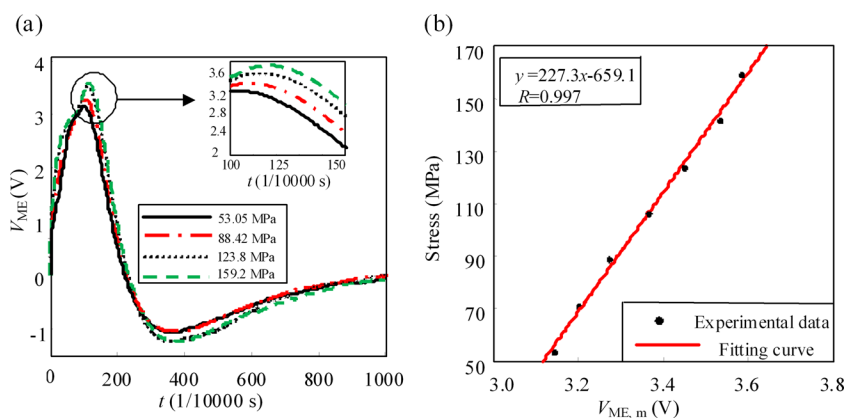 (a)
4
3
2
1
0
-1
V_ME (V)
0
200
400
600
800
1000
t (1/10000 s)
3.6
3.2
2.8
2.4
2
100
125
150
t (1/10000 s)
53.05 MPa
88.42 MPa
123.8 MPa
159.2 MPa
(b)
170
150
130
110
90
70
50
Stress (MPa)
y=227.3x-659.1
R=0.997
Experimental data
Fitting curve
3.0
3.2
3.4
3.6
3.8
V_ME, m (V)